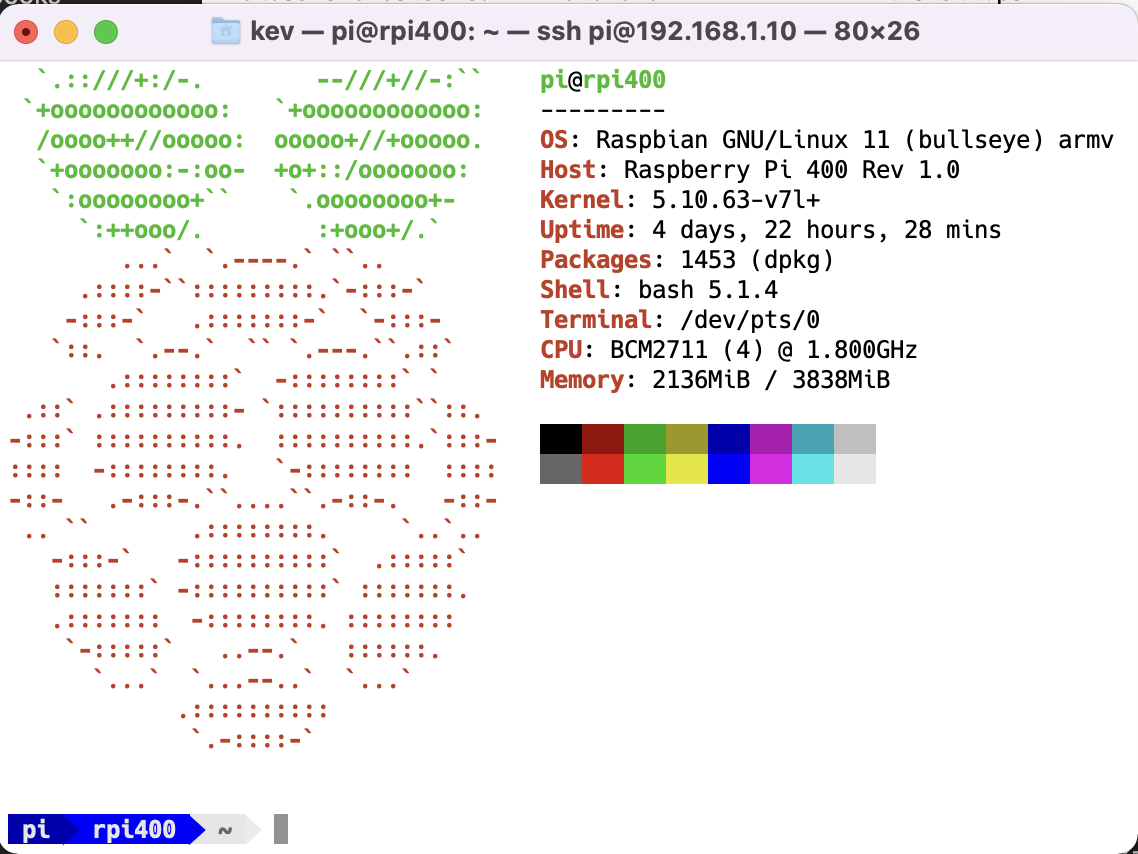 kev — pi@rpi400: ~ — ssh pi@192.168.1.10 — 80×26
pi@rpi400
---------
OS: Raspbian GNU/Linux 11 (bullseye) armv
Host: Raspberry Pi 400 Rev 1.0
Kernel: 5.10.63-v7l+
Uptime: 4 days, 22 hours, 28 mins
Packages: 1453 (dpkg)
Shell: bash 5.1.4
Terminal: /dev/pts/0
CPU: BCM2711 (4) @ 1.800GHz
Memory: 2136MiB / 3838MiB
pi rpi400 ~